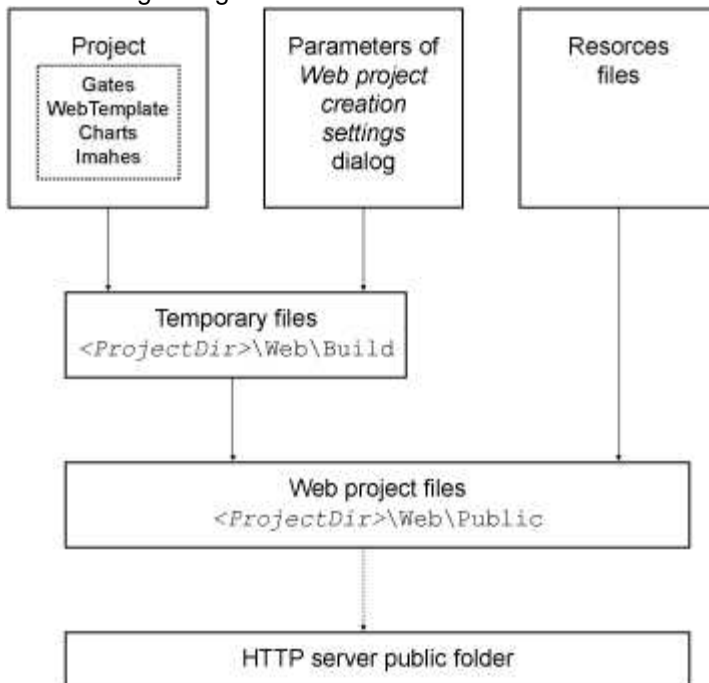 Project
Gates
WebTemplate
Charts
Imahes
Parameters of
Web project
creation
settings
dialog
Resorces
files
Temporary files
<ProjectDir>\Web\Build
Web project files
<ProjectDir>\Web\Public
HTTP server public folder